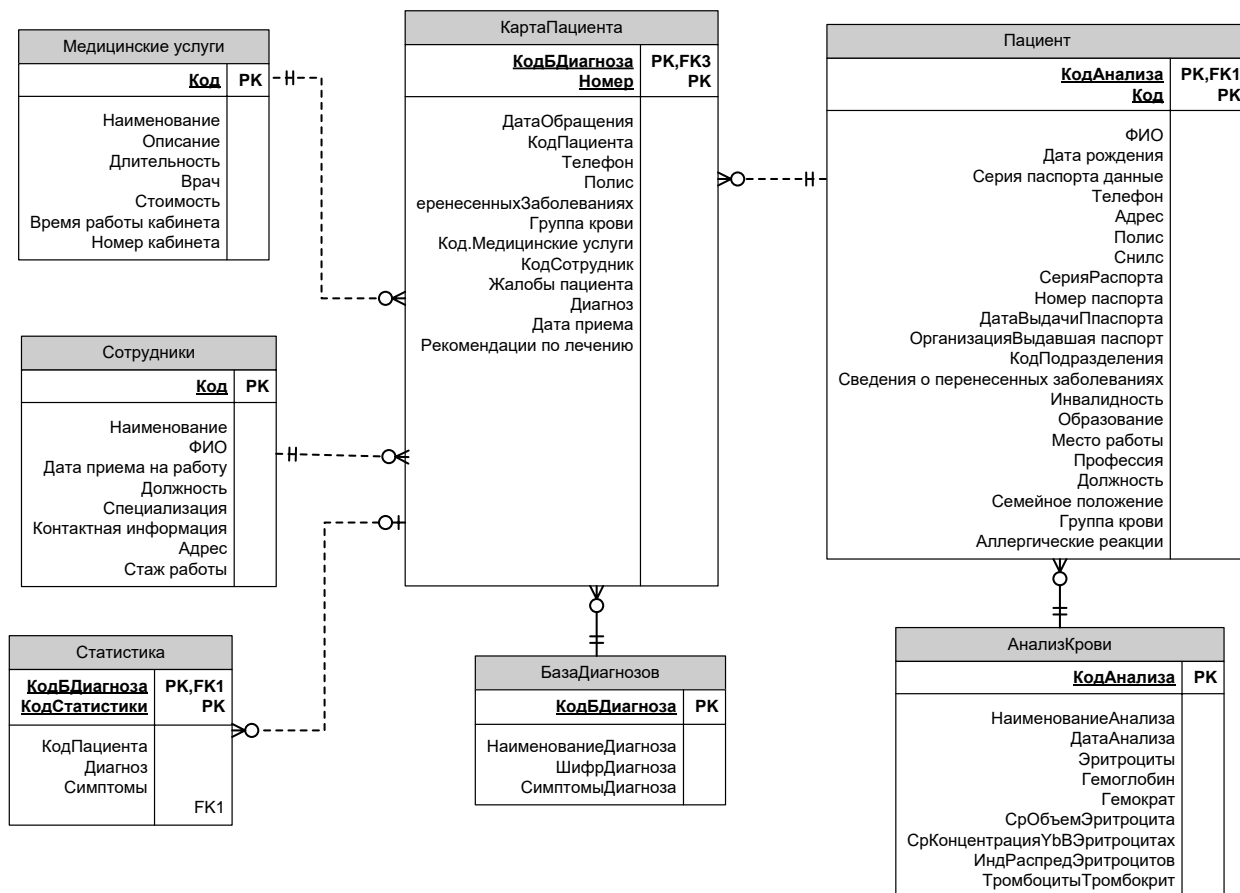 Медицинские услуги
Код PK
Наименование
Описание
Длительность
Врач
Стоимость
Время работы кабинета
Номер кабинета
Сотрудники
Код PK
Наименование
ФИО
Дата приема на работу
Должность
Специализация
Контактная информация
Адрес
Стаж работы
Статистика
КодБДиагноза PK,FK1
КодСтатистики PK
КодПациента
Диагноз
Симптомы
FK1
КартаПациента
КодБДиагноза PK,FK3
Номер PK
ДатаОбращения
КодПациента
Телефон
Полис
еренесенныхЗаболеваниях
Группа крови
Код.Медицинские услуги
КодСотрудник
Жалобы пациента
Диагноз
Дата приема
Рекомендации по лечению
БазаДиагнозов
КодБДиагноза PK
НаименованиеДиагноза
ШифрДиагноза
СимптомыДиагноза
Пациент
КодАнализа PK,FK1
Код PK
ФИО
Дата рождения
Серия паспорта данные
Телефон
Адрес
Полис
Снилс
СерияРаспорта
Номер паспорта
ДатаВыдачиПпаспорта
ОрганизацияВыдавшая паспорт
КодПодразделения
Сведения о перенесенных заболеваниях
Инвалидность
Образование
Место работы
Профессия
Должность
Семейное положение
Группа крови
Аллергические реакции
АнализКрови
КодАнализа PK
НаименованиеАнализа
ДатаАнализа
Эритроциты
Гемоглобин
Гемократ
СрОбъемЭритроцита
СрКонцентрацияYbВЭритроцитах
ИндРаспредЭритроцитов
ТромбоцитыТромбокрит